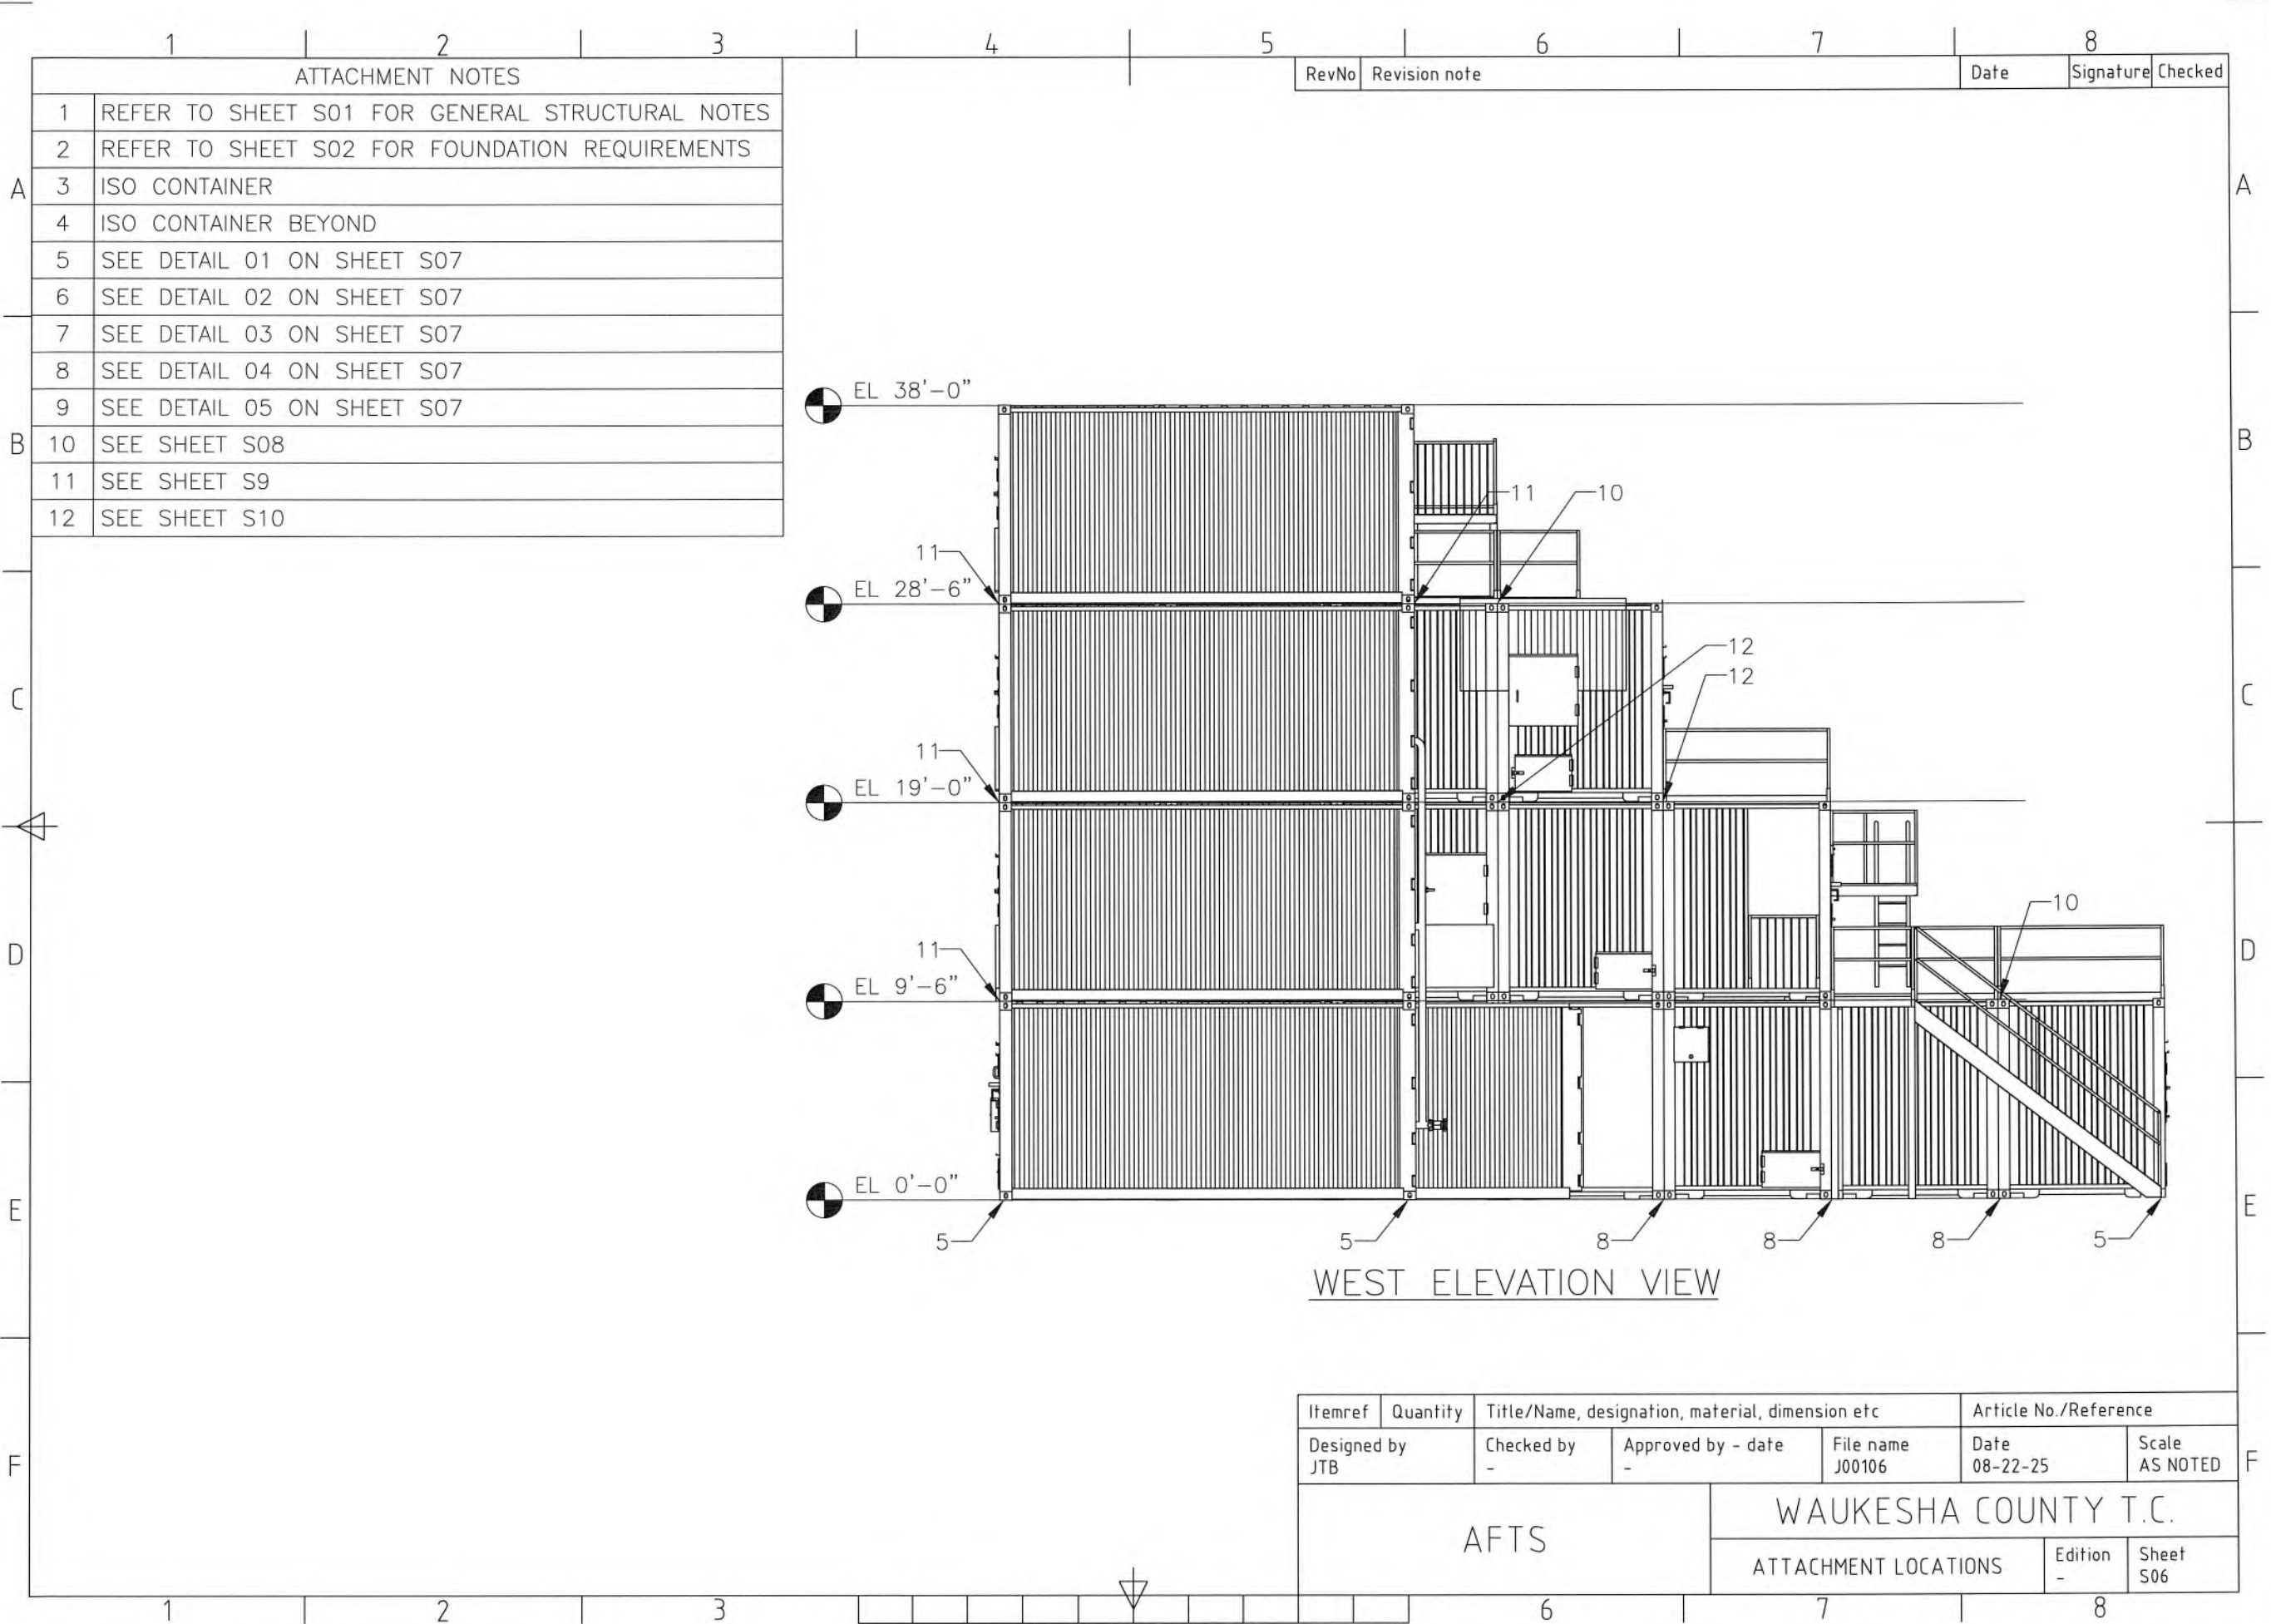 1 2 3 4 5 6 7 8
ATTACHMENT NOTES
1 REFER TO SHEET S01 FOR GENERAL STRUCTURAL NOTES
2 REFER TO SHEET S02 FOR FOUNDATION REQUIREMENTS
3 ISO CONTAINER
4 ISO CONTAINER BEYOND
5 SEE DETAIL 01 ON SHEET S07
6 SEE DETAIL 02 ON SHEET S07
7 SEE DETAIL 03 ON SHEET S07
8 SEE DETAIL 04 ON SHEET S07
9 SEE DETAIL 05 ON SHEET S07
10 SEE SHEET S08
11 SEE SHEET S9
12 SEE SHEET S10
RevNo Revision note Date Signature Checked
A A
B B
C C
D D
E E
F F
EL 38'-0"
11 10
11
EL 28'-6"
12
12
11
EL 19'-0"
10
11
EL 9'-6"
EL 0'-0"
5 5 8 8 8 5
WEST ELEVATION VIEW
Itemref Quantity Title/Name, designation, material, dimension etc Article No./Reference
Designed by Checked by Approved by - date File name Date Scale
JTB - - J00106 08-22-25 AS NOTED
AFTS
WAUKESHA COUNTY T.C.
ATTACHMENT LOCATIONS
Edition Sheet
- S06
1 2 3 6 7 8